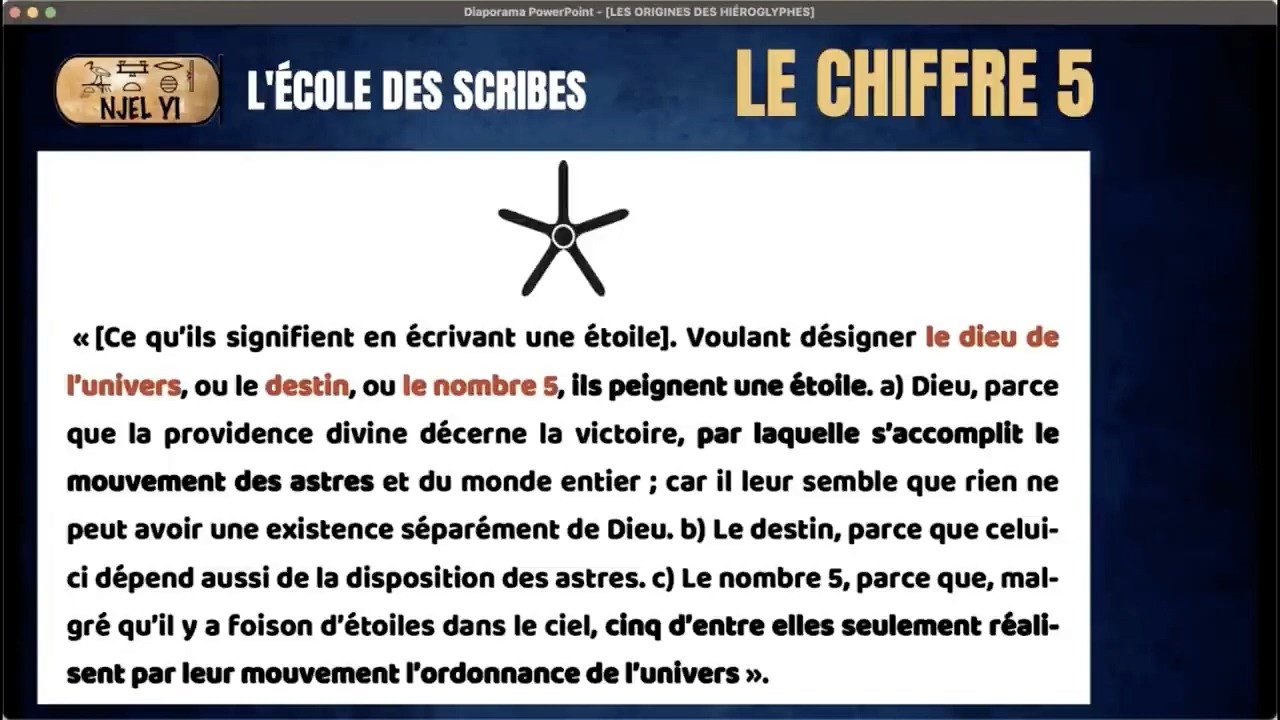 Diaporama PowerPoint - [LES ORIGINES DES HIÉROGLYPHES]
NJEL YI
L'ÉCOLE DES SCRIBES
LE CHIFFRE 5
« [Ce qu’ils signifient en écrivant une étoile]. Voulant désigner le dieu de
l’univers, ou le destin, ou le nombre 5, ils peignent une étoile. a) Dieu, parce
que la providence divine décerne la victoire, par laquelle s’accomplit le
mouvement des astres et du monde entier ; car il leur semble que rien ne
peut avoir une existence séparément de Dieu. b) Le destin, parce que celui-
ci dépend aussi de la disposition des astres. c) Le nombre 5, parce que, mal-
gré qu’il y a foison d’étoiles dans le ciel, cinq d’entre elles seulement réali-
sent par leur mouvement l’ordonnance de l’univers ».